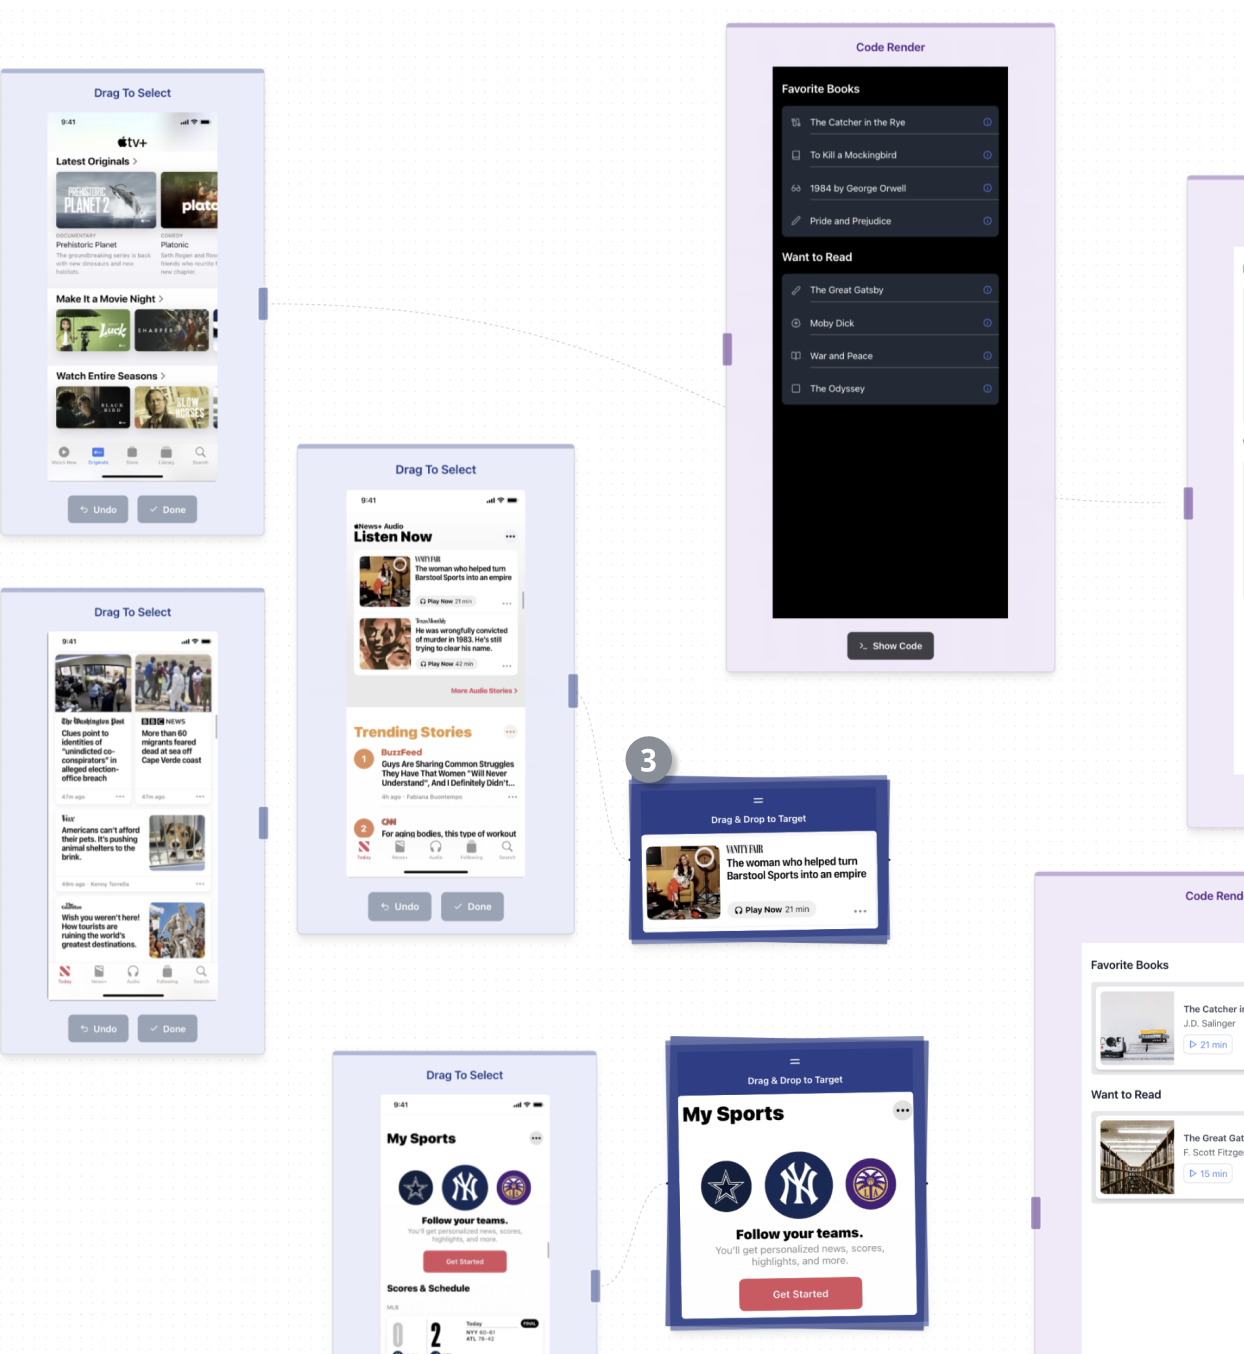 Drag To Select
9:41
tv+
Latest Originals >
PREHISTORIC
PLANET 2
plato
DOCUMENTARY
Prehistoric Planet
The groundbreaking series is back
with new dinosaurs and new
habitats.
COMEDY
Platonic
Seth Rogen and Rose
friends who reunite f
new chapter.
Make It a Movie Night >
Luck
SHARPER
Watch Entire Seasons >
BLACK
BIRD
SLOW
HORSES
Watch Now
Originals
Store
Library
Search
Undo
Done
Drag To Select
9:41
The Washington Post
Clues point to
identities of
"unindicted co-
conspirators" in
alleged election-
office breach
47m ago
BBC NEWS
More than 60
migrants feared
dead at sea off
Cape Verde coast
47m ago
Vox
Americans can't afford
their pets. It's pushing
animal shelters to the
brink.
49m ago · Kenny Torrella
Wish you weren't here!
How tourists are
ruining the world's
greatest destinations.
Today
News+
Audio
Following
Search
Undo
Done
Drag To Select
9:41
News+ Audio
Listen Now
VANITY FAIR
The woman who helped turn
Barstool Sports into an empire
Play Now 21 min
Texas Monthly
He was wrongfully convicted
of murder in 1983. He's still
trying to clear his name.
Play Now 42 min
More Audio Stories >
Trending Stories
1
BuzzFeed
Guys Are Sharing Common Struggles
They Have That Women "Will Never
Understand", And I Definitely Didn't...
4h ago · Fabiana Buontempo
2
CNN
For aging bodies, this type of workout
Today
News+
Audio
Following
Search
Undo
Done
3
Drag & Drop to Target
VANITY FAIR
The woman who helped turn
Barstool Sports into an empire
Play Now 21 min
Code Render
Favorite Books
The Catcher in the Rye
To Kill a Mockingbird
1984 by George Orwell
Pride and Prejudice
Want to Read
The Great Gatsby
Moby Dick
War and Peace
The Odyssey
>_ Show Code
Drag To Select
9:41
My Sports
Follow your teams.
You'll get personalized news, scores,
highlights, and more.
Get Started
Scores & Schedule
MLB
0
2
Today
NYY 60-61
ATL 78-42
FINAL
Drag & Drop to Target
My Sports
NY
LA
Follow your teams.
You'll get personalized news, scores,
highlights, and more.
Get Started
Code Rend
Favorite Books
The Catcher i
J.D. Salinger
21 min
Want to Read
The Great Gat
F. Scott Fitzge
15 min